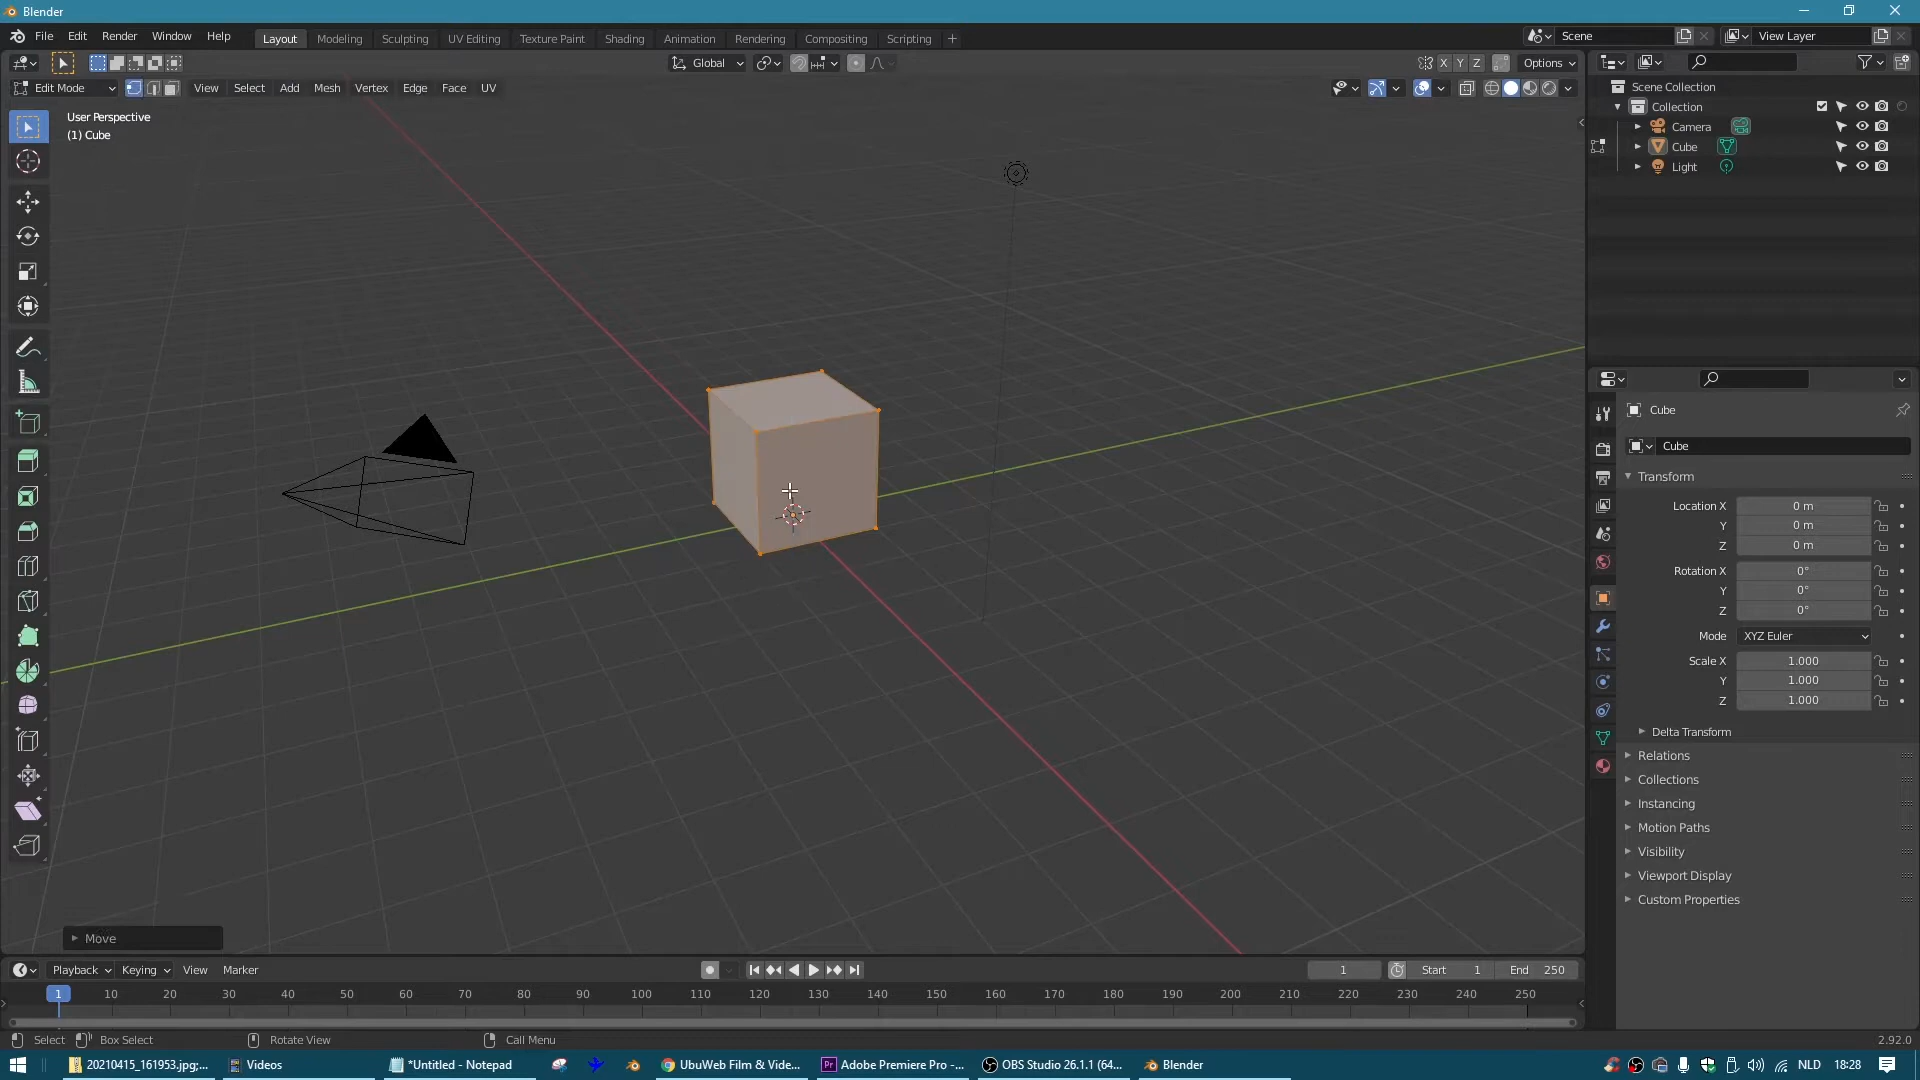 Blender
File Edit Render Window Help
Layout Modeling Sculpting UV Editing Texture Paint Shading Animation Rendering Compositing Scripting +
Scene
View Layer
Global
X Y Z
Options
Edit Mode
View Select Add Mesh Vertex Edge Face UV
User Perspective
(1) Cube
Scene Collection
Collection
Camera
Cube
Light
Cube
Cube
Transform
Location X 0 m
Y 0 m
Z 0 m
Rotation X 0°
Y 0°
Z 0°
Mode XYZ Euler
Scale X 1.000
Y 1.000
Z 1.000
Delta Transform
Relations
Collections
Instancing
Motion Paths
Visibility
Viewport Display
Custom Properties
Move
Playback Keying View Marker
1
Start 1
End 250
1 10 20 30 40 50 60 70 80 90 100 110 120 130 140 150 160 170 180 190 200 210 220 230 240 250
Select Box Select Rotate View Call Menu
2.92.0
20210415_161953.jpg;...
Videos
*Untitled - Notepad
UbuWeb Film & Vide...
Adobe Premiere Pro -...
OBS Studio 26.1.1 (64...
Blender
NLD 18:28